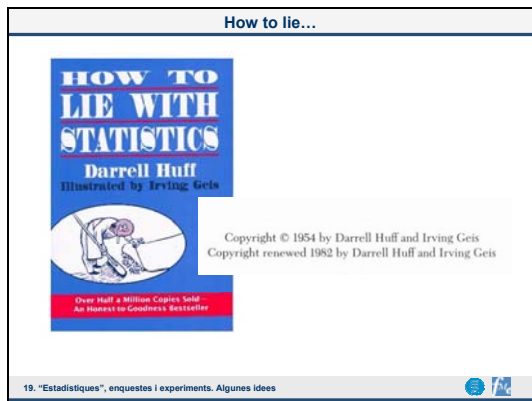 How to lie…
HOW TO
LIE WITH
STATISTICS
Darrell Huff
Illustrated by Irving Geis
Copyright © 1954 by Darrell Huff and Irving Geis
Copyright renewed 1982 by Darrell Huff and Irving Geis
Over Half a Million Copies Sold—
An Honest-to-Goodness Bestseller
19. “Estadístiques”, enquestes i experiments. Algunes idees